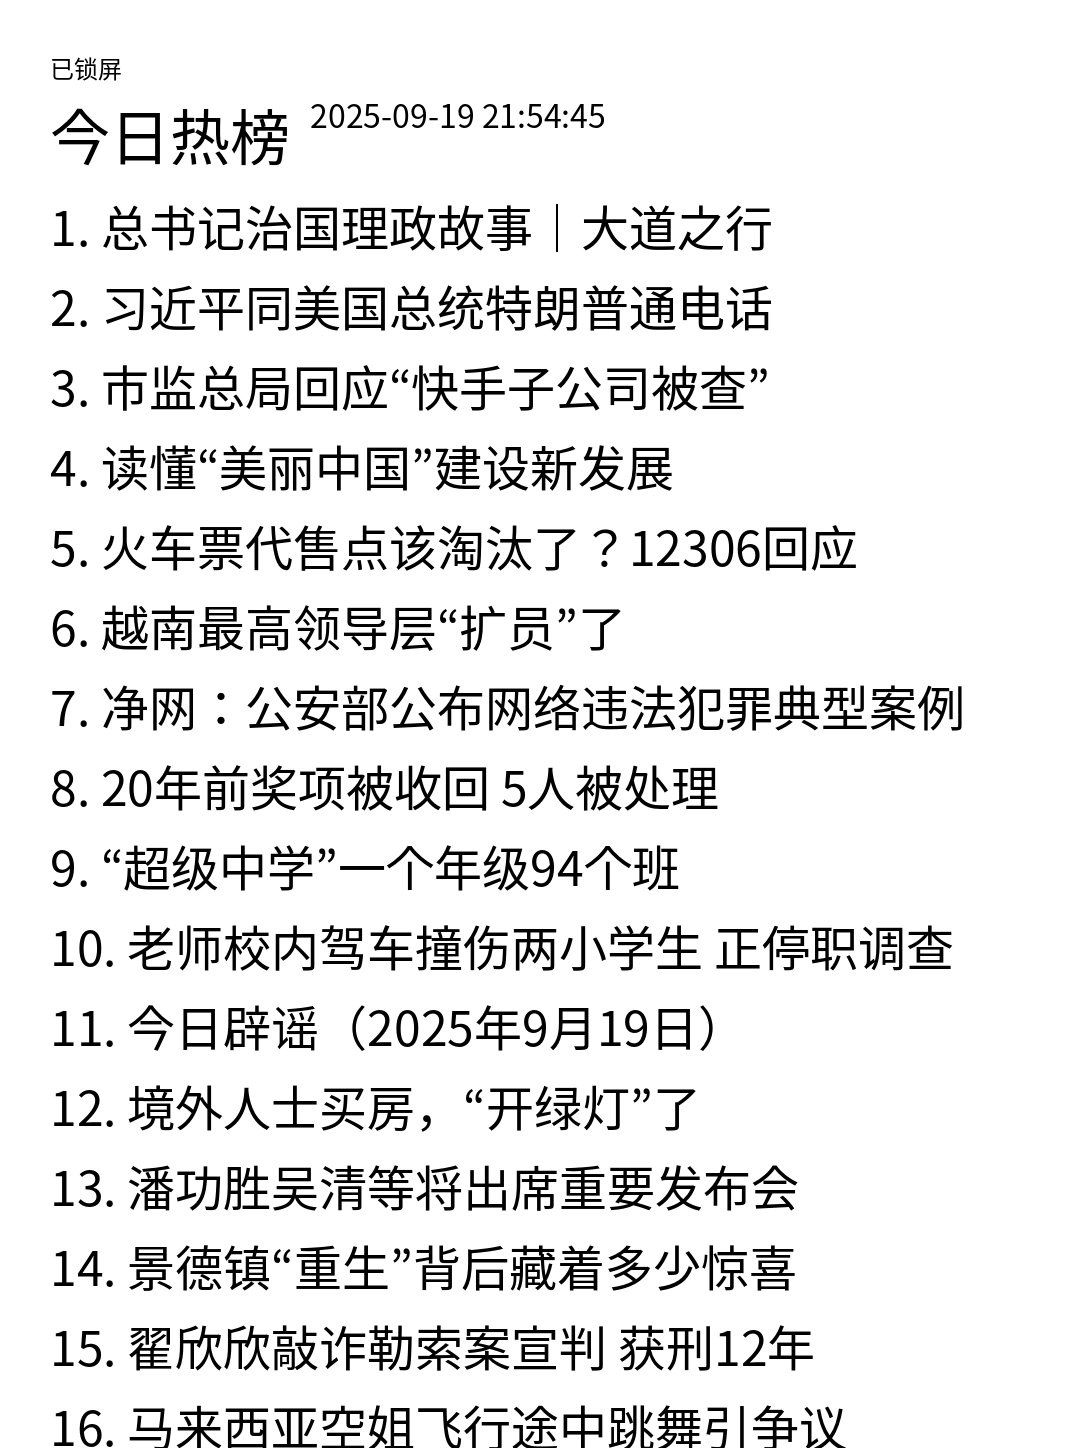 已锁屏
今日热榜 2025-09-19 21:54:45
1. 总书记治国理政故事｜大道之行
2. 习近平同美国总统特朗普通电话
3. 市监总局回应“快手子公司被查”
4. 读懂“美丽中国”建设新发展
5. 火车票代售点该淘汰了？12306回应
6. 越南最高领导层“扩员”了
7. 净网：公安部公布网络违法犯罪典型案例
8. 20年前奖项被收回 5人被处理
9. “超级中学”一个年级94个班
10. 老师校内驾车撞伤两小学生 正停职调查
11. 今日辟谣（2025年9月19日）
12. 境外人士买房，“开绿灯”了
13. 潘功胜吴清等将出席重要发布会
14. 景德镇“重生”背后藏着多少惊喜
15. 翟欣欣敲诈勒索案宣判 获刑12年
16. 马来西亚空姐飞行途中跳舞引争议